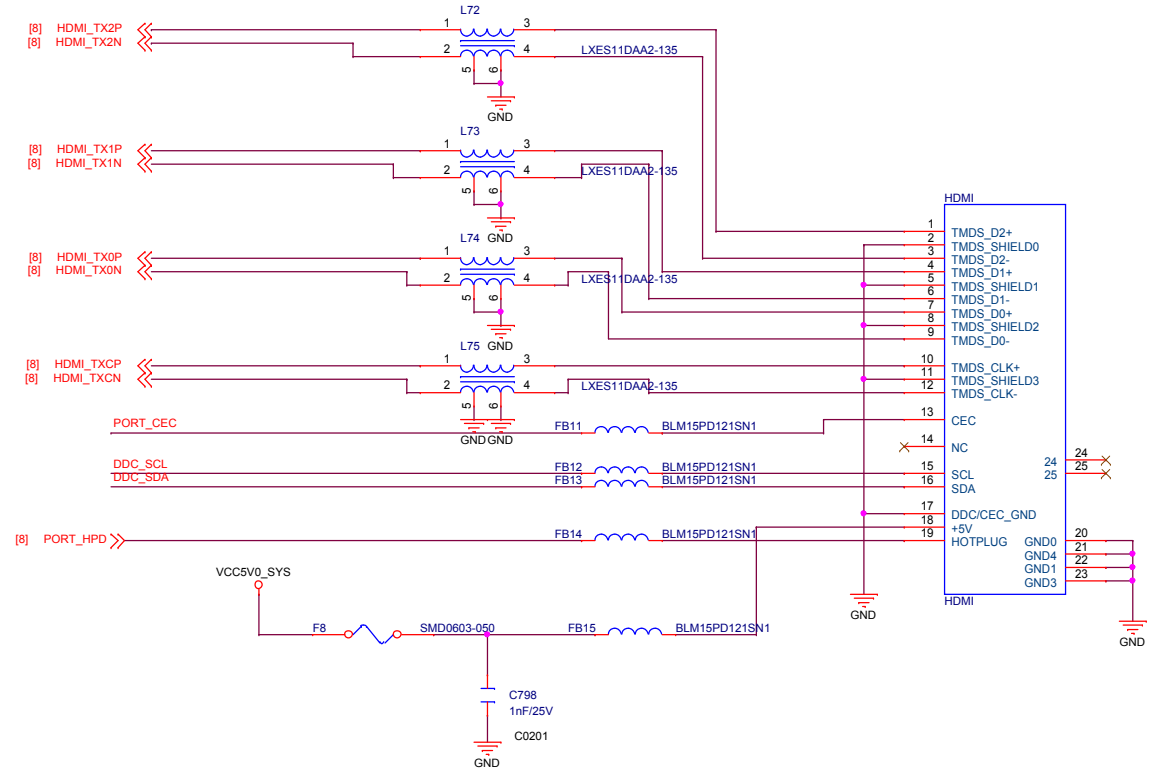 L72
[8] HDMI_TX2P 1 3
[8] HDMI_TX2N 2 4 LXES11DAA2-135
5 6
GND
L73
[8] HDMI_TX1P 1 3
[8] HDMI_TX1N 2 4 LXES11DAA2-135
5 6
GND
L74
[8] HDMI_TX0P 1 3
[8] HDMI_TX0N 2 4 LXES11DAA2-135
5 6
GND
L75
[8] HDMI_TXCP 1 3
[8] HDMI_TXCN 2 4 LXES11DAA2-135
5 6
GND GND
PORT_CEC FB11 BLM15PD121SN1
DDC_SCL FB12 BLM15PD121SN1
DDC_SDA FB13 BLM15PD121SN1
[8] PORT_HPD FB14 BLM15PD121SN1
VCC5V0_SYS
F8 SMD0603-050 FB15 BLM15PD121SN1
C798
1nF/25V
C0201
GND
HDMI
1 TMDS_D2+
2 TMDS_SHIELD0
3 TMDS_D2-
4 TMDS_D1+
5 TMDS_SHIELD1
6 TMDS_D1-
7 TMDS_D0+
8 TMDS_SHIELD2
9 TMDS_D0-
10 TMDS_CLK+
11 TMDS_SHIELD3
12 TMDS_CLK-
13 CEC
14 NC
15 SCL
16 SDA
17 DDC/CEC_GND
18 +5V
19 HOTPLUG
24 24
25 25
GND0 20
GND4 21
GND1 22
GND3 23
HDMI
GND
GND